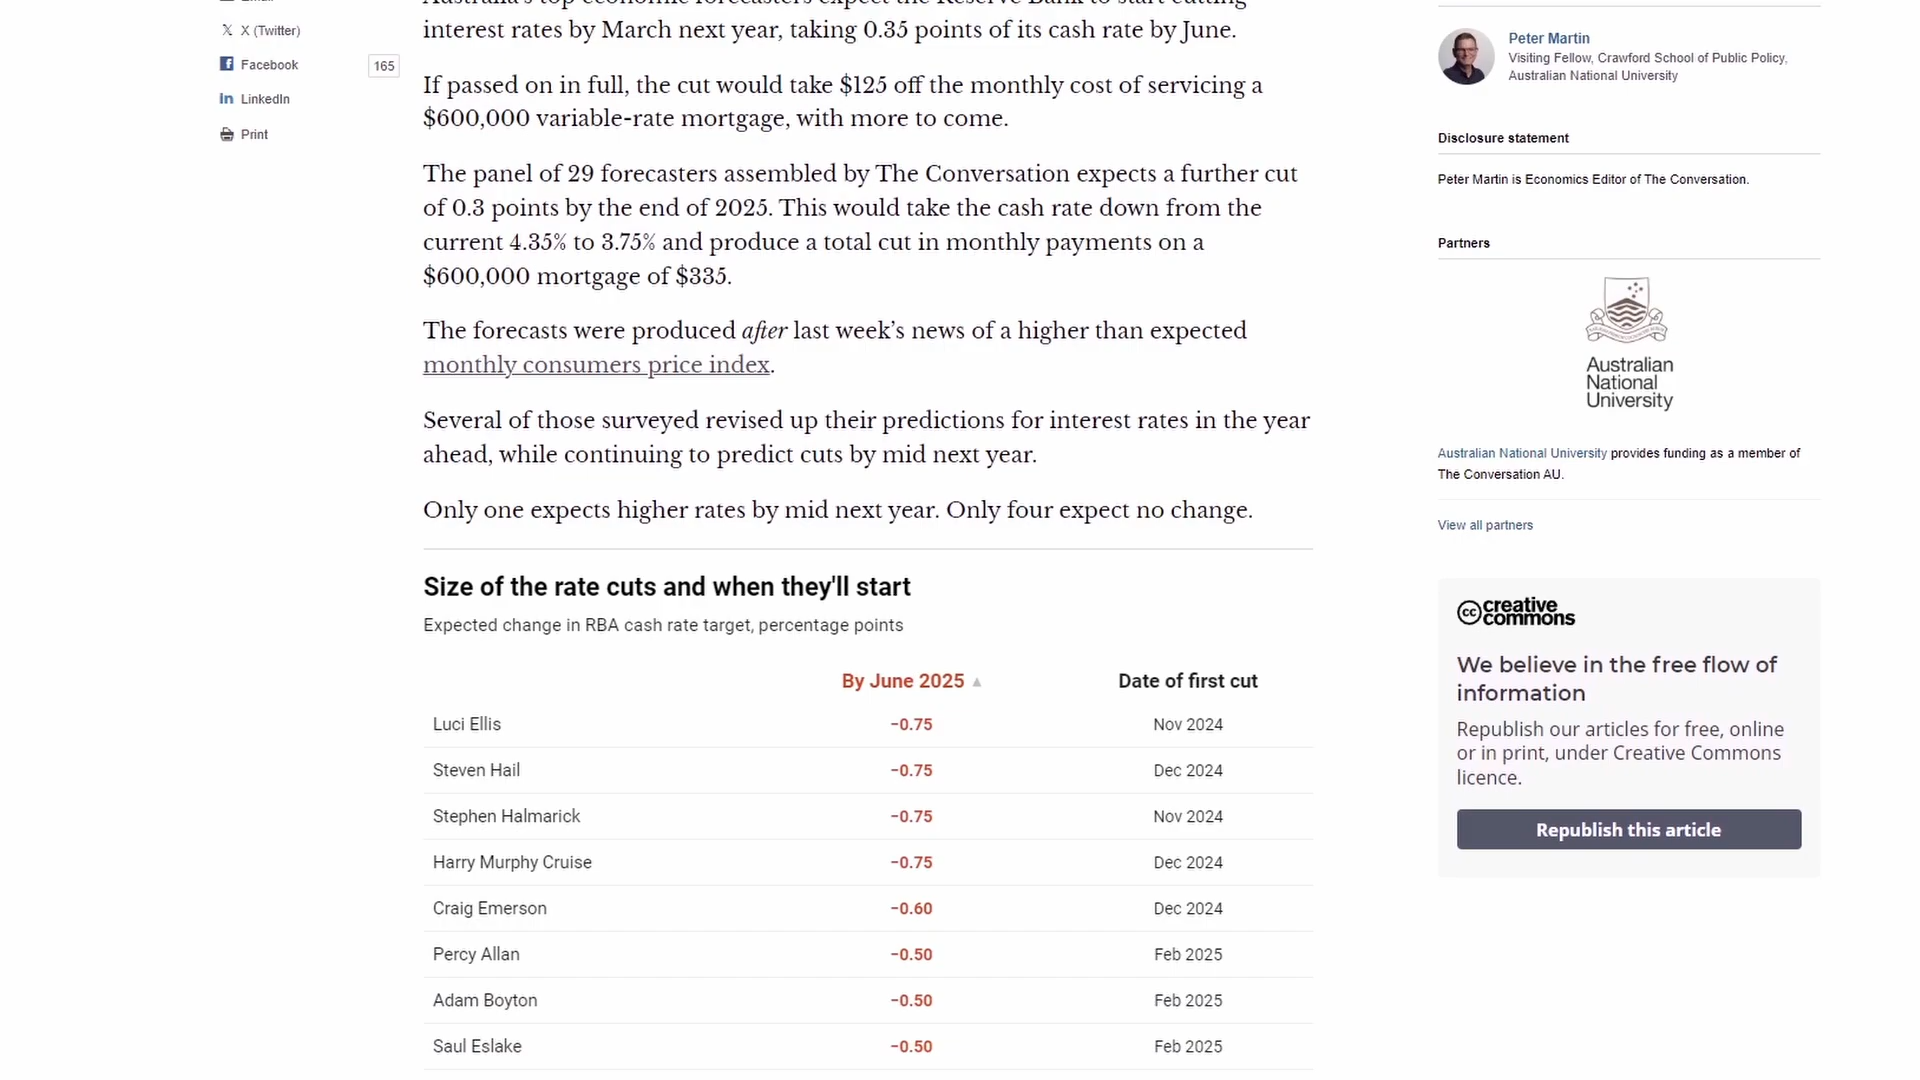 X (Twitter)
Facebook 165
LinkedIn
Print
interest rates by March next year, taking 0.35 points of its cash rate by June.
If passed on in full, the cut would take $125 off the monthly cost of servicing a
$600,000 variable-rate mortgage, with more to come.
The panel of 29 forecasters assembled by The Conversation expects a further cut
of 0.3 points by the end of 2025. This would take the cash rate down from the
current 4.35% to 3.75% and produce a total cut in monthly payments on a
$600,000 mortgage of $335.
The forecasts were produced after last week's news of a higher than expected
monthly consumers price index.
Several of those surveyed revised up their predictions for interest rates in the year
ahead, while continuing to predict cuts by mid next year.
Only one expects higher rates by mid next year. Only four expect no change.
Size of the rate cuts and when they'll start
Expected change in RBA cash rate target, percentage points
By June 2025 ▲ Date of first cut
Luci Ellis −0.75 Nov 2024
Steven Hail −0.75 Dec 2024
Stephen Halmarick −0.75 Nov 2024
Harry Murphy Cruise −0.75 Dec 2024
Craig Emerson −0.60 Dec 2024
Percy Allan −0.50 Feb 2025
Adam Boyton −0.50 Feb 2025
Saul Eslake −0.50 Feb 2025
Peter Martin
Visiting Fellow, Crawford School of Public Policy,
Australian National University
Disclosure statement
Peter Martin is Economics Editor of The Conversation.
Partners
Australian
National
University
Australian National University provides funding as a member of
The Conversation AU.
View all partners
cc creative
commons
We believe in the free flow of
information
Republish our articles for free, online
or in print, under Creative Commons
licence.
Republish this article